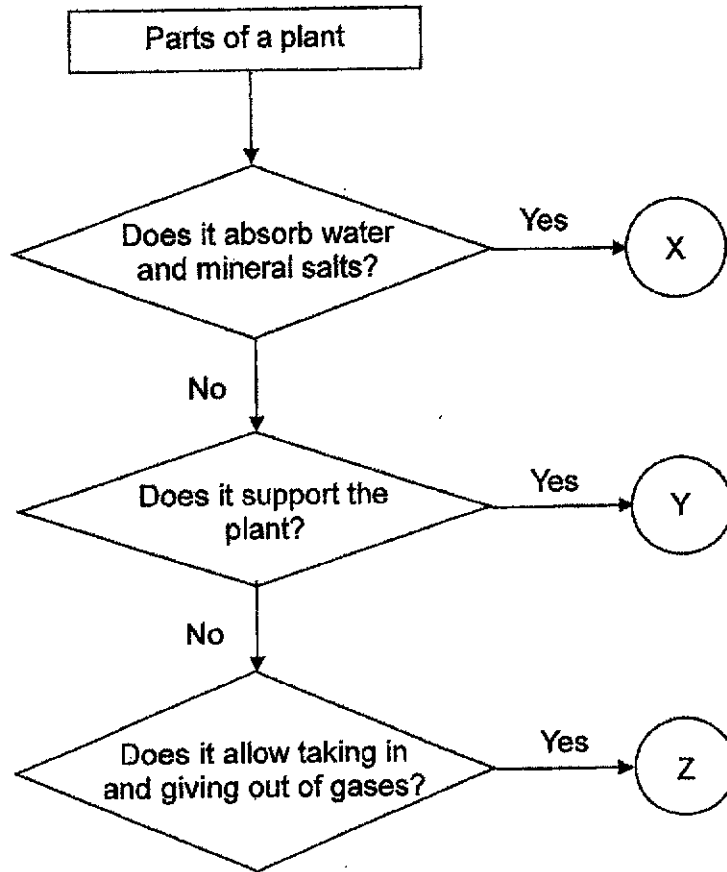 Parts of a plant
Does it absorb water
and mineral salts?
Yes
X
No
Does it support the
plant?
Yes
Y
No
Does it allow taking in
and giving out of gases?
Yes
Z